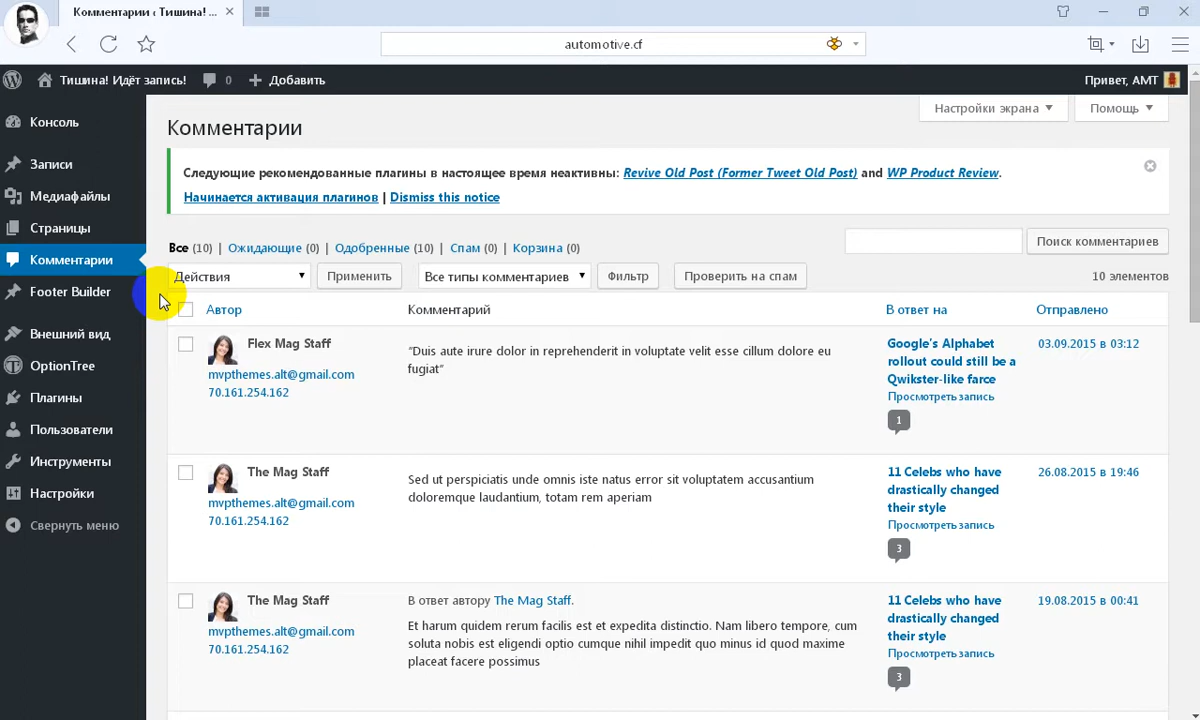 Комментарии ‹ Тишина! ...
automotive.cf
Тишина! Идёт запись!
0
Добавить
Привет, АМТ
Консоль
Записи
Медиафайлы
Страницы
Комментарии
Footer Builder
Внешний вид
OptionTree
Плагины
Пользователи
Инструменты
Настройки
Свернуть меню
Настройки экрана
Помощь
Комментарии
Следующие рекомендованные плагины в настоящее время неактивны: Revive Old Post (Former Tweet Old Post) and WP Product Review.
Начинается активация плагинов | Dismiss this notice
Все (10) | Ожидающие (0) | Одобренные (10) | Спам (0) | Корзина (0)
Поиск комментариев
Действия Применить Все типы комментариев Фильтр Проверить на спам 10 элементов
Автор Комментарий В ответ на Отправлено
Flex Mag Staff
mvpthemes.alt@gmail.com
70.161.254.162
“Duis aute irure dolor in reprehenderit in voluptate velit esse cillum dolore eu
fugiat”
Google's Alphabet
rollout could still be a
Qwikster-like farce
Просмотреть запись
1
03.09.2015 в 03:12
The Mag Staff
mvpthemes.alt@gmail.com
70.161.254.162
Sed ut perspiciatis unde omnis iste natus error sit voluptatem accusantium
doloremque laudantium, totam rem aperiam
11 Celebs who have
drastically changed
their style
Просмотреть запись
3
26.08.2015 в 19:46
The Mag Staff
mvpthemes.alt@gmail.com
70.161.254.162
В ответ автору The Mag Staff.
Et harum quidem rerum facilis est et expedita distinctio. Nam libero tempore, cum
soluta nobis est eligendi optio cumque nihil impedit quo minus id quod maxime
placeat facere possimus
11 Celebs who have
drastically changed
their style
Просмотреть запись
3
19.08.2015 в 00:41